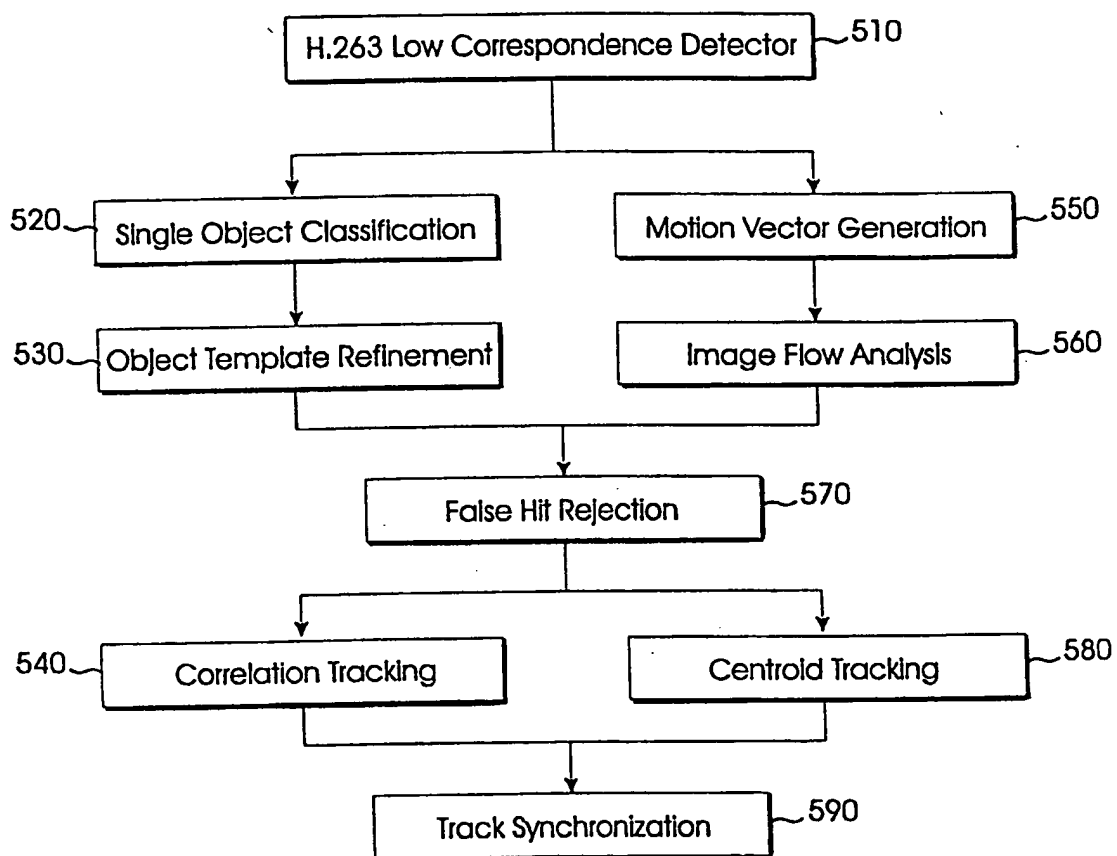 H.263 Low Correspondence Detector 510
520 Single Object Classification
Motion Vector Generation 550
530 Object Template Refinement
Image Flow Analysis 560
False Hit Rejection 570
540 Correlation Tracking
Centroid Tracking 580
Track Synchronization 590